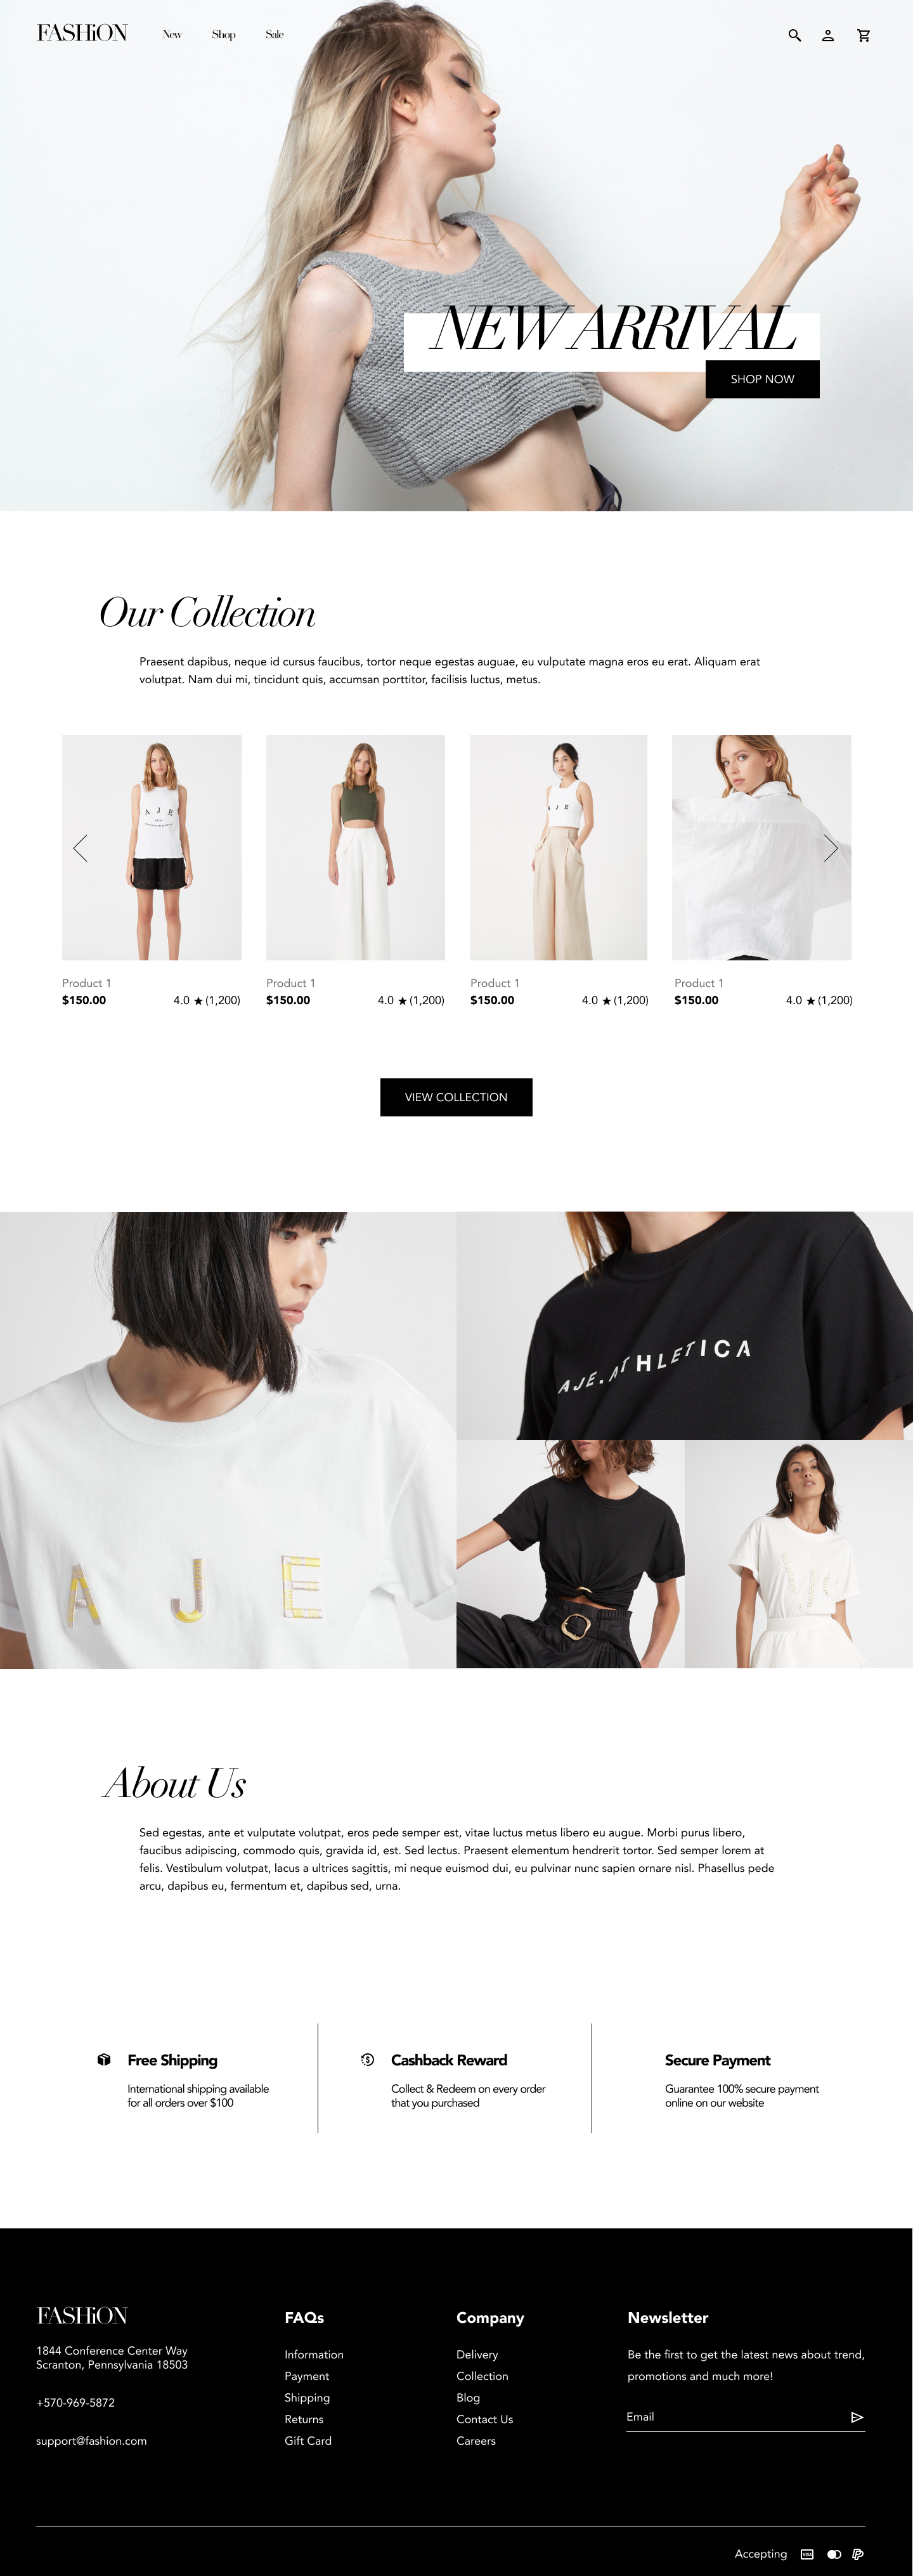 FASHiON New Shop Sale
NEW ARRIVAL
SHOP NOW
Our Collection
Praesent dapibus, neque id cursus faucibus, tortor neque egestas auguae, eu vulputate magna eros eu erat. Aliquam erat
volutpat. Nam dui mi, tincidunt quis, accumsan porttitor, facilisis luctus, metus.
A J E
A J E
Product 1
$150.00 4.0 ★ (1,200)
Product 1
$150.00 4.0 ★ (1,200)
Product 1
$150.00 4.0 ★ (1,200)
Product 1
$150.00 4.0 ★ (1,200)
VIEW COLLECTION
AJE.ATHLETICA
A J E
AJE
About Us
Sed egestas, ante et vulputate volutpat, eros pede semper est, vitae luctus metus libero eu augue. Morbi purus libero,
faucibus adipiscing, commodo quis, gravida id, est. Sed lectus. Praesent elementum hendrerit tortor. Sed semper lorem at
felis. Vestibulum volutpat, lacus a ultrices sagittis, mi neque euismod dui, eu pulvinar nunc sapien ornare nisl. Phasellus pede
arcu, dapibus eu, fermentum et, dapibus sed, urna.
Free Shipping
International shipping available
for all orders over $100
Cashback Reward
Collect & Redeem on every order
that you purchased
Secure Payment
Guarantee 100% secure payment
online on our website
FASHiON
1844 Conference Center Way
Scranton, Pennsylvania 18503
+570-969-5872
support@fashion.com
FAQs
Information
Payment
Shipping
Returns
Gift Card
Company
Delivery
Collection
Blog
Contact Us
Careers
Newsletter
Be the first to get the latest news about trend,
promotions and much more!
Email
Accepting VISA